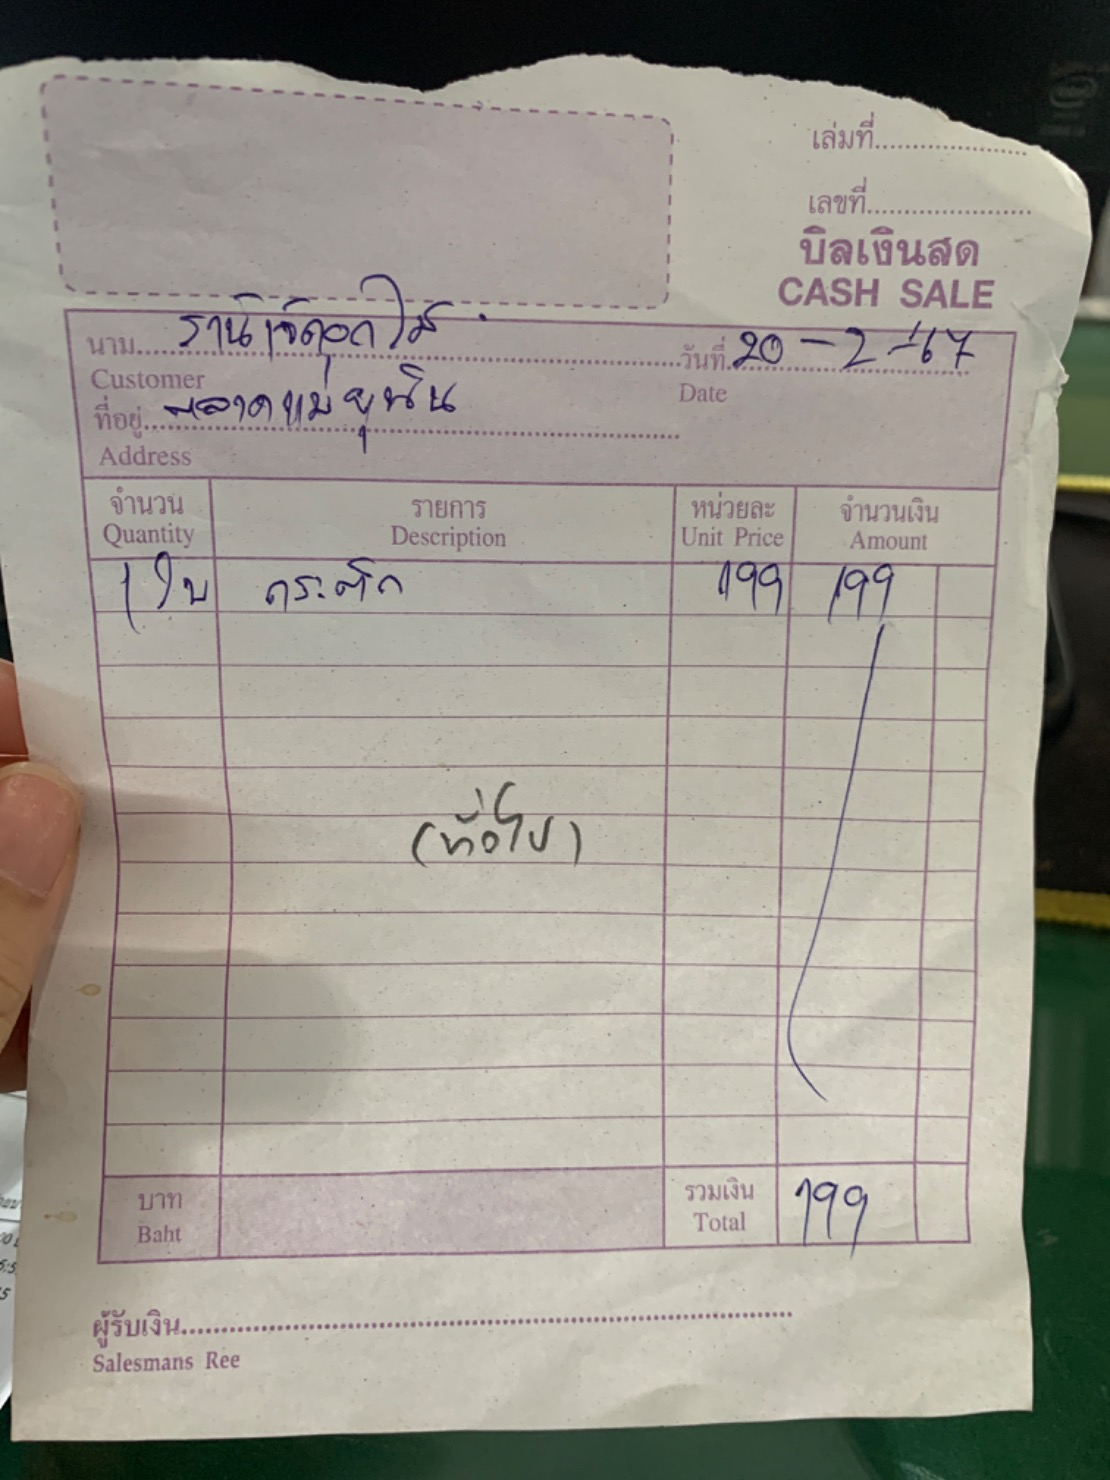 เล่มที่
เลขที่
บิลเงินสด
CASH SALE
นาม ร้านเจ๊ดอกไม้ วันที่ 20-2-67
Customer Date
ที่อยู่ ตลาดแม่
Address
จำนวน รายการ หน่วยละ จำนวนเงิน
Quantity Description Unit Price Amount
1 ใบ กระติก 199 199
(ทั่วไป)
บาท รวมเงิน 199
Baht Total
ผู้รับเงิน
Salesmans Ree